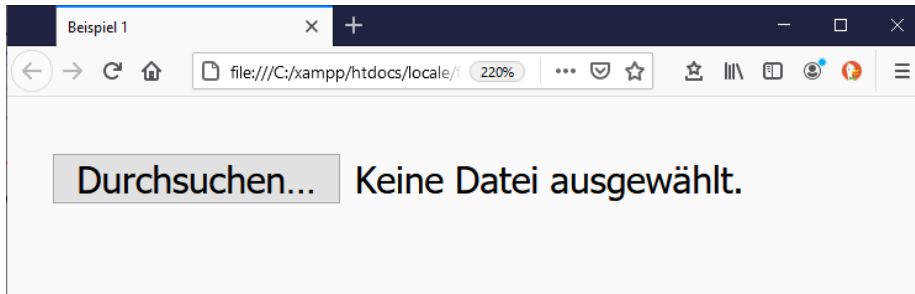 Beispiel 1
file:///C:/xampp/htdocs/locale/ 220%
Durchsuchen... Keine Datei ausgewählt.